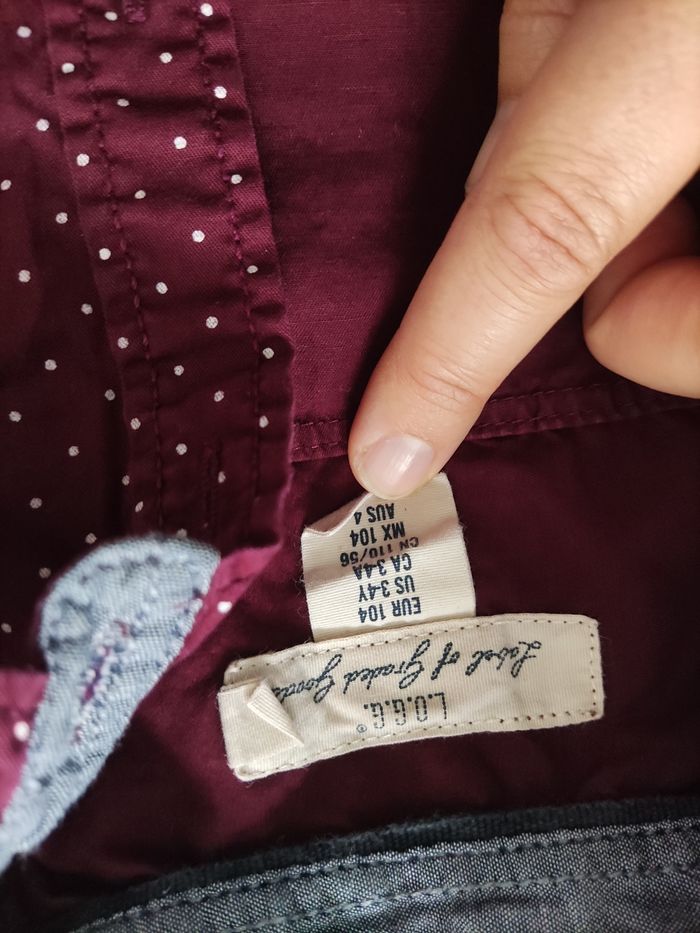 L.O.G.G.®
Label of Graded Goods
EUR 104
US 3-4Y
CA 3-4A
CN 110/56
MX 104
AUS 4